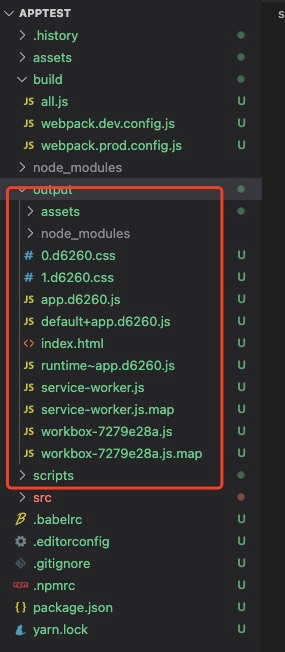 APPTEST
.history
assets
build
JS all.js U
JS webpack.dev.config.js U
JS webpack.prod.config.js U
node_modules
output
assets
node_modules
# 0.d6260.css U
# 1.d6260.css U
JS app.d6260.js U
JS default+app.d6260.js U
<> index.html U
JS runtime~app.d6260.js U
JS service-worker.js U
JS service-worker.js.map U
JS workbox-7279e28a.js U
JS workbox-7279e28a.js.map U
scripts
src
.babelrc U
.editorconfig U
.gitignore U
npm .npmrc U
{} package.json U
yarn.lock U
s